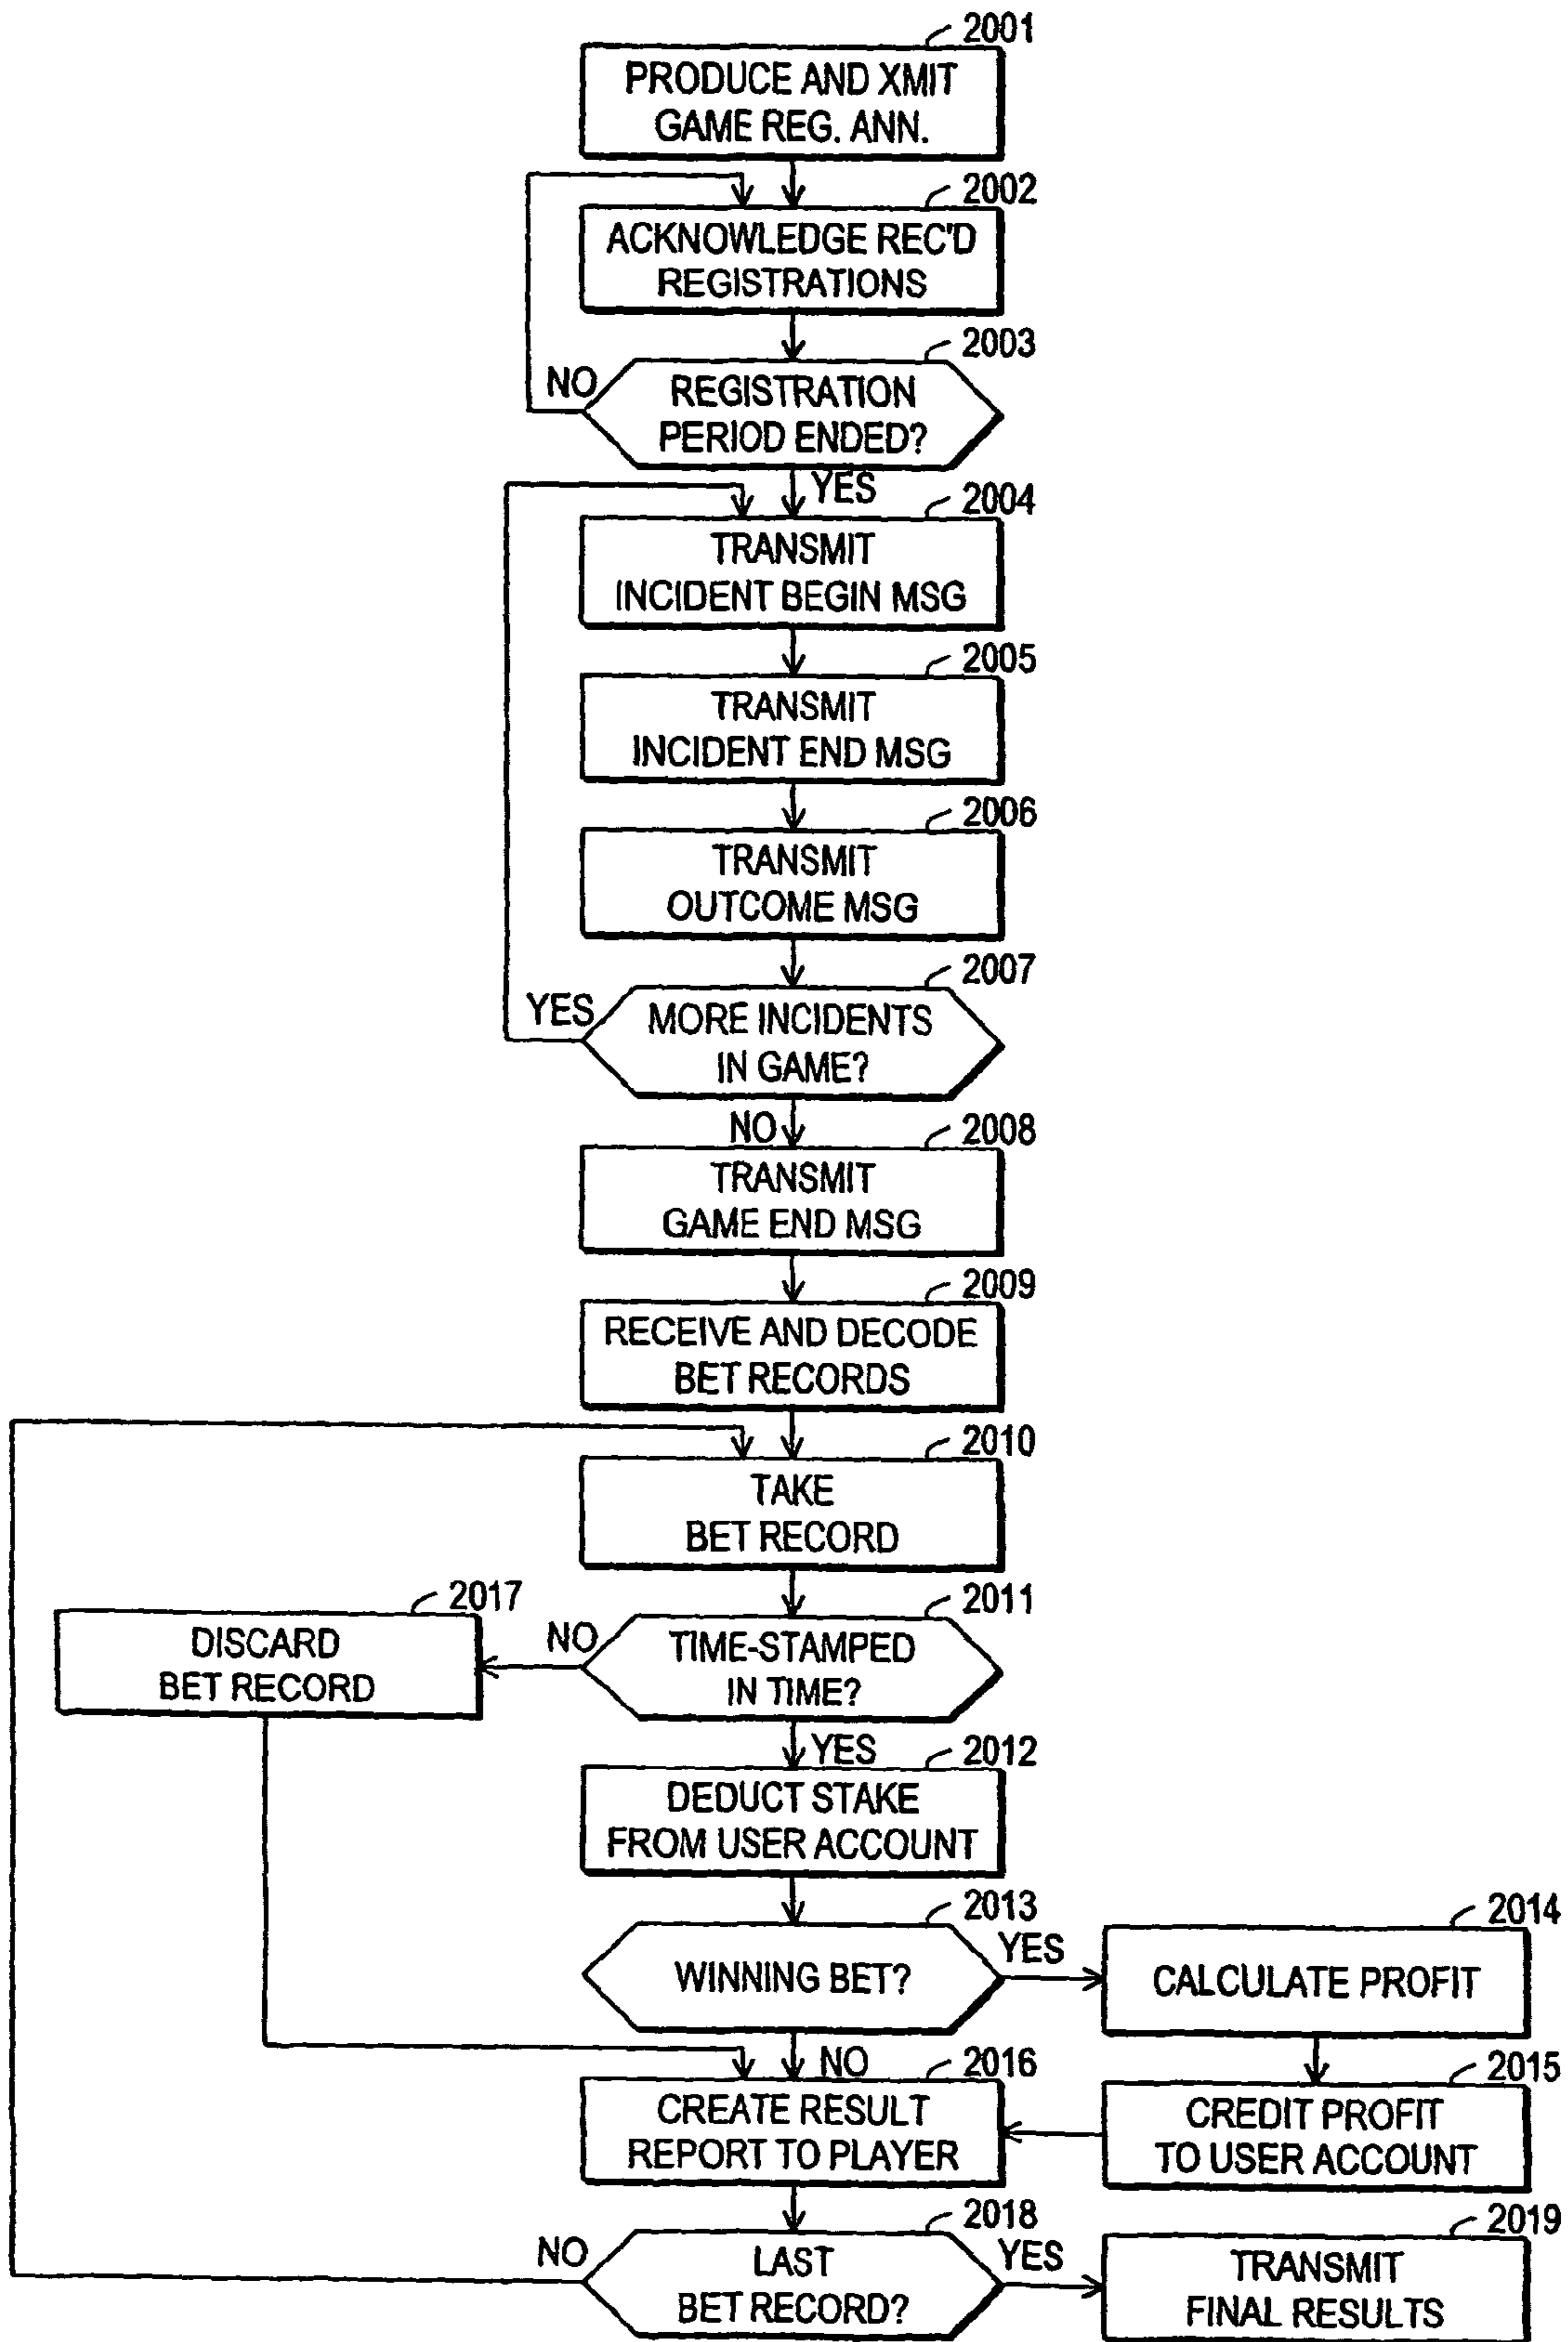 2001
PRODUCE AND XMIT
GAME REG. ANN.
2002
ACKNOWLEDGE REC'D
REGISTRATIONS
2003
NO
REGISTRATION
PERIOD ENDED?
YES
2004
TRANSMIT
INCIDENT BEGIN MSG
2005
TRANSMIT
INCIDENT END MSG
2006
TRANSMIT
OUTCOME MSG
2007
YES
MORE INCIDENTS
IN GAME?
NO
2008
TRANSMIT
GAME END MSG
2009
RECEIVE AND DECODE
BET RECORDS
2010
TAKE
BET RECORD
2011
NO
TIME-STAMPED
IN TIME?
2017
DISCARD
BET RECORD
YES
2012
DEDUCT STAKE
FROM USER ACCOUNT
2013
WINNING BET?
YES
2014
CALCULATE PROFIT
NO
2016
CREATE RESULT
REPORT TO PLAYER
2015
CREDIT PROFIT
TO USER ACCOUNT
2018
NO
LAST
BET RECORD?
YES
2019
TRANSMIT
FINAL RESULTS